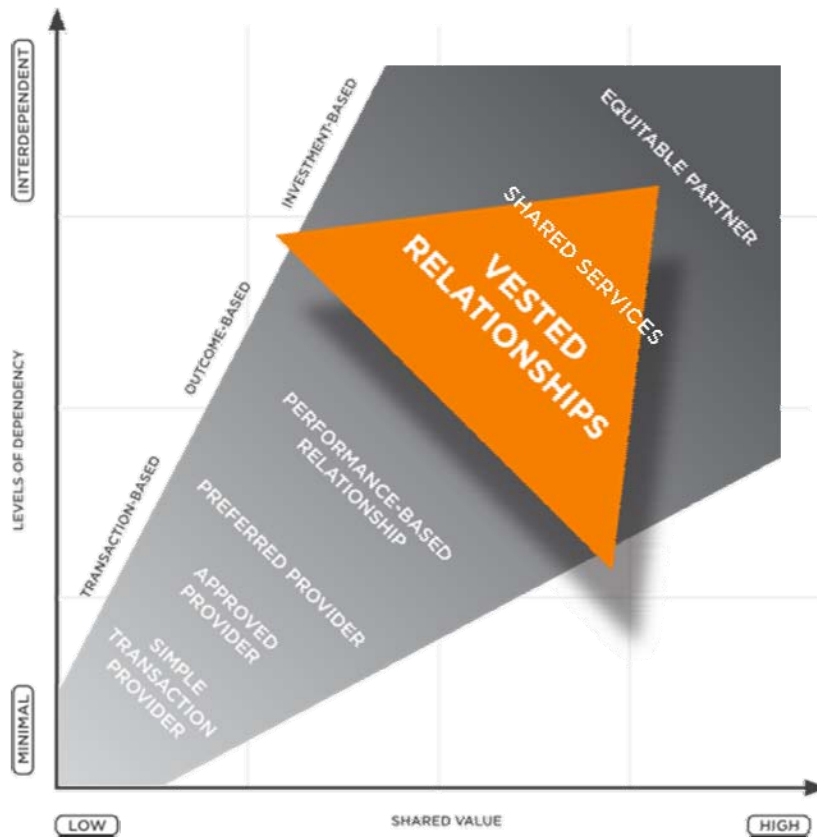 INTERDEPENDENT
LEVELS OF DEPENDENCY
MINIMAL
INVESTMENT-BASED
OUTCOME-BASED
TRANSACTION-BASED
EQUITABLE PARTNER
SHARED SERVICES
VESTED
RELATIONSHIPS
PERFORMANCE-BASED
RELATIONSHIP
PREFERRED PROVIDER
APPROVED
PROVIDER
SIMPLE
TRANSACTION
PROVIDER
LOW
SHARED VALUE
HIGH